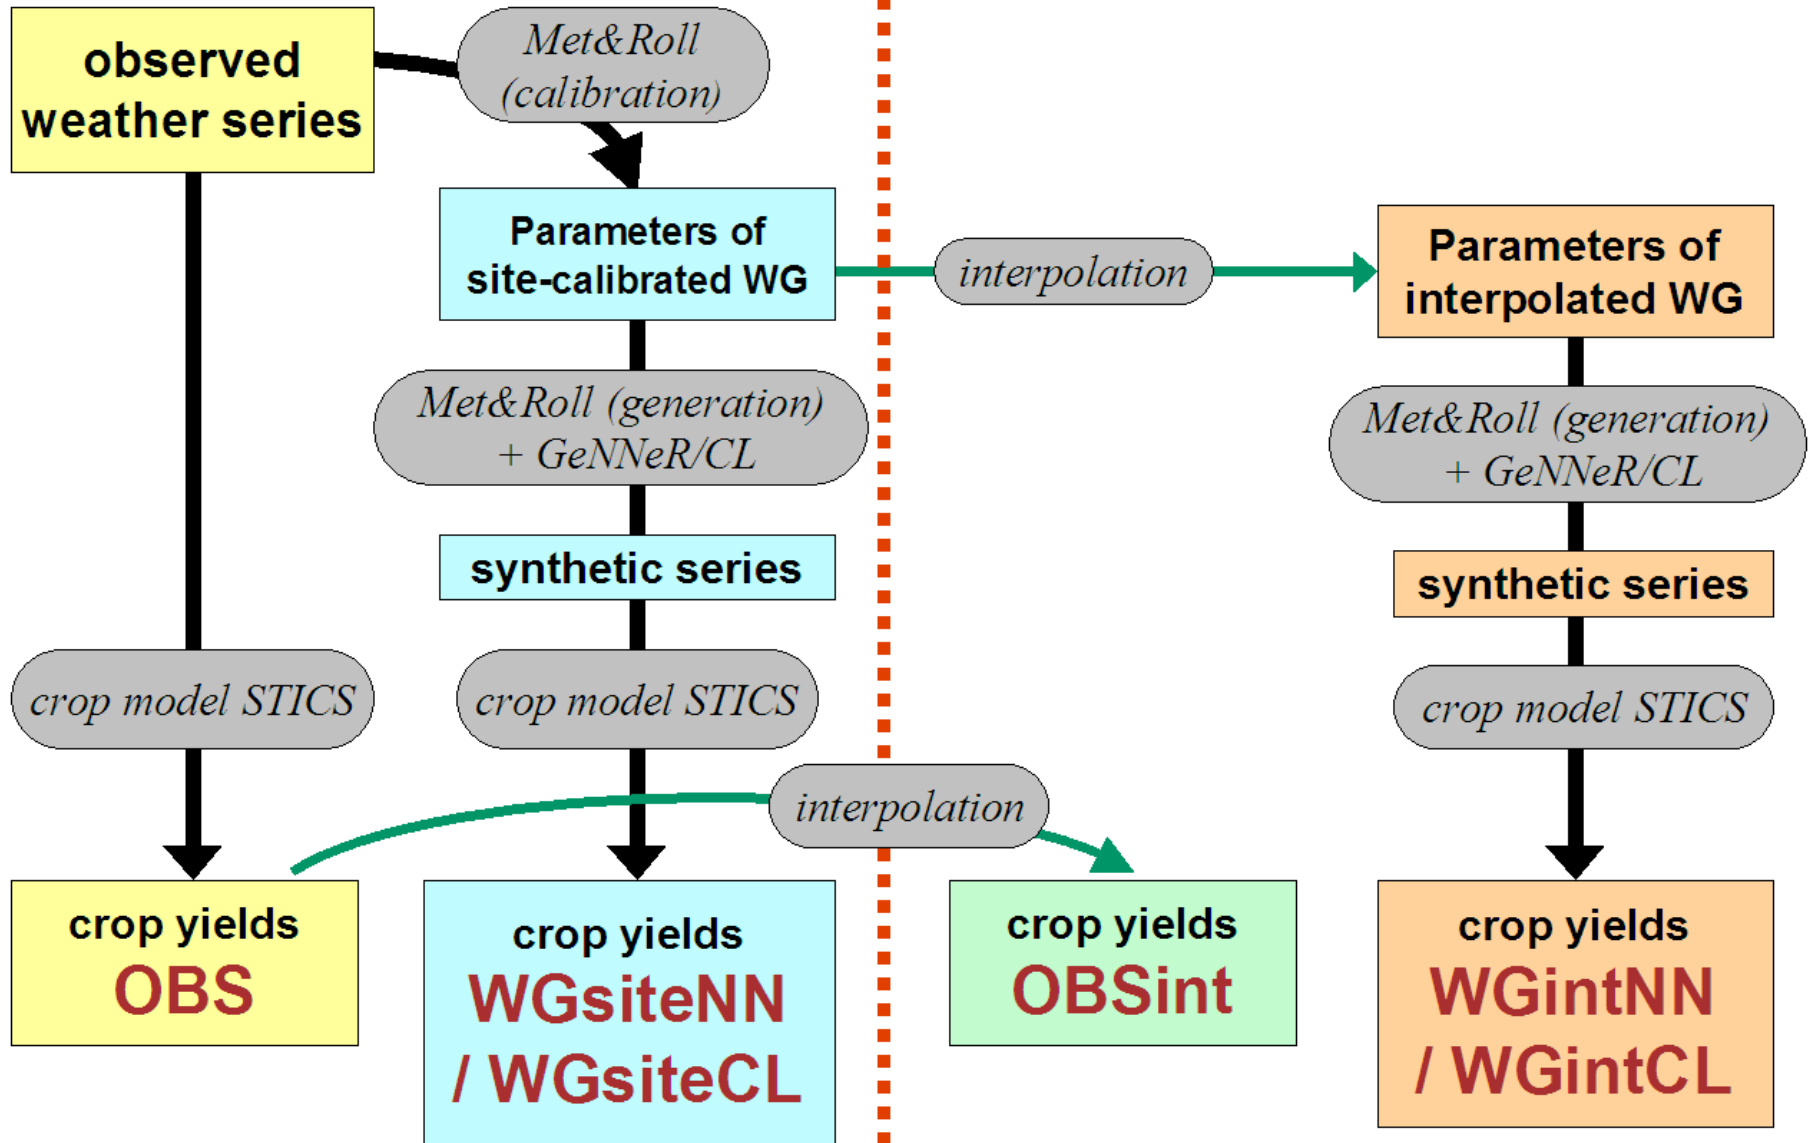 observed
weather series
Met&Roll
(calibration)
Parameters of
site-calibrated WG
interpolation
Parameters of
interpolated WG
Met&Roll (generation)
+ GeNNeR/CL
Met&Roll (generation)
+ GeNNeR/CL
synthetic series
synthetic series
crop model STICS
crop model STICS
crop model STICS
interpolation
crop yields
OBS
crop yields
WGsiteNN
/ WGsiteCL
crop yields
OBSint
crop yields
WGintNN
/ WGintCL